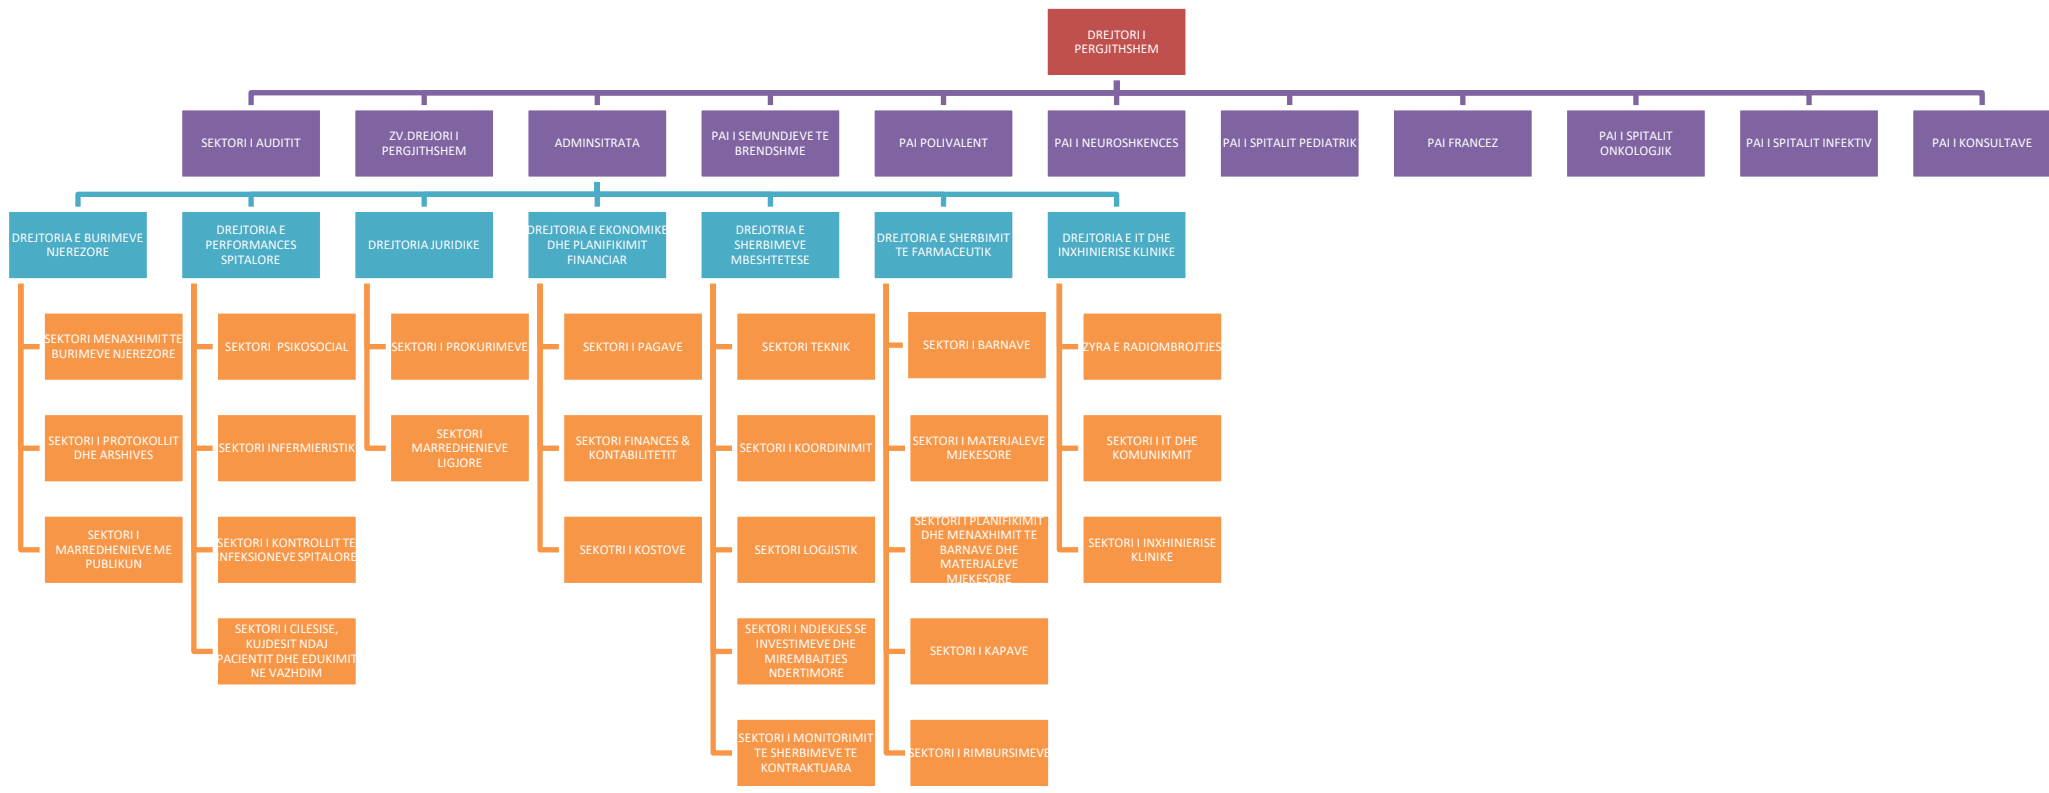 DREJTORI I
PERGJITHSHEM
SEKTORI I AUDITIT
ZV.DREJORI I
PERGJITHSHEM
ADMINSITRATA
PAI I SEMUNDJEVE TE
BRENDSHME
PAI POLIVALENT
PAI I NEUROSHKENCES
PAI I SPITALIT PEDIATRIK
PAI FRANCEZ
PAI I SPITALIT
ONKOLOGJIK
PAI I SPITALIT INFEKTIV
PAI I KONSULTAVE
DREJTORIA E BURIMEVE
NJEREZORE
DREJTORIA E
PERFORMANCES
SPITALORE
DREJTORIA JURIDIKE
DREJTORIA E EKONOMIKE
DHE PLANIFIKIMIT
FINANCIAR
DREJOTRIA E
SHERBIMEVE
MBESHTETESE
DREJTORIA E SHERBIMIT
TE FARMACEUTIK
DREJTORIA E IT DHE
INXHINIERISE KLINIKE
SEKTORI MENAXHIMIT TE
BURIMEVE NJEREZORE
SEKTORI I PROTOKOLLIT
DHE ARSHIVES
SEKTORI I
MARREDHENIEVE ME
PUBLIKUN
SEKTORI  PSIKOSOCIAL
SEKTORI INFERMIERISTIK
SEKTORI I KONTROLLIT TE
INFEKSIONEVE SPITALORE
SEKTORI I CILESISE,
KUJDESIT NDAJ
PACIENTIT DHE EDUKIMIT
NE VAZHDIM
SEKTORI I PROKURIMEVE
SEKTORI
MARREDHENIEVE
LIGJORE
SEKTORI I PAGAVE
SEKTORI FINANCES &
KONTABILITETIT
SEKOTRI I KOSTOVE
SEKTORI TEKNIK
SEKTORI I KOORDINIMIT
SEKTORI LOGJISTIK
SEKTORI I NDJEKJES SE
INVESTIMEVE DHE
MIREMBAJTJES
NDERTIMORE
SEKTORI I MONITORIMIT
TE SHERBIMEVE TE
KONTRAKTUARA
SEKTORI I BARNAVE
SEKTORI I MATERJALEVE
MJEKESORE
SEKTORI I PLANIFIKIMIT
DHE MENAXHIMIT TE
BARNAVE DHE
MATERJALEVE
MJEKESORE
SEKTORI I KAPAVE
SEKTORI I RIMBURSIMEVE
ZYRA E RADIOMBROJTJES
SEKTORI I IT DHE
KOMUNIKIMIT
SEKTORI I INXHINIERISE
KLINIKE